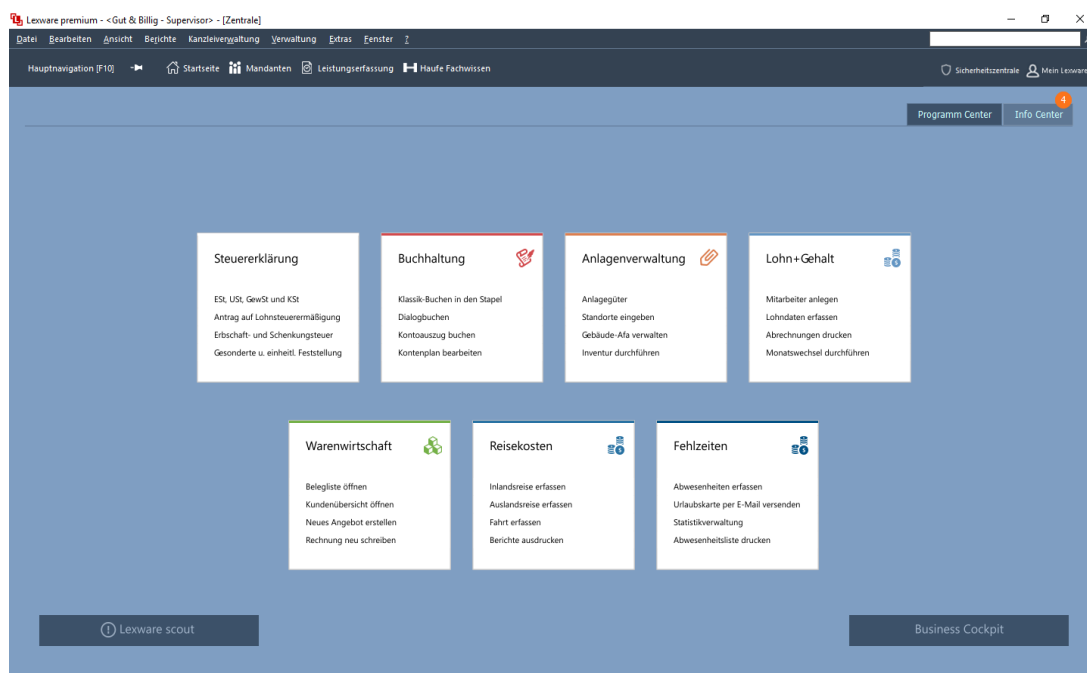 Lexware premium - <Gut & Billig - Supervisor> - [Zentrale]
Datei Bearbeiten Ansicht Berichte Kanzleiverwaltung Verwaltung Extras Fenster ?
Hauptnavigation [F10] Startseite Mandanten Leistungserfassung Haufe Fachwissen Sicherheitszentrale Mein Lexware
4
Programm Center Info Center
Steuererklärung
ESt, USt, GewSt und KSt
Antrag auf Lohnsteuerermäßigung
Erbschaft- und Schenkungsteuer
Gesonderte u. einheitl. Feststellung
Buchhaltung
Klassik-Buchen in den Stapel
Dialogbuchen
Kontoauszug buchen
Kontenplan bearbeiten
Anlagenverwaltung
Anlagegüter
Standorte eingeben
Gebäude-Afa verwalten
Inventur durchführen
Lohn+Gehalt
Mitarbeiter anlegen
Lohndaten erfassen
Abrechnungen drucken
Monatswechsel durchführen
Warenwirtschaft
Belegliste öffnen
Kundenübersicht öffnen
Neues Angebot erstellen
Rechnung neu schreiben
Reisekosten
Inlandsreise erfassen
Auslandsreise erfassen
Fahrt erfassen
Berichte ausdrucken
Fehlzeiten
Abwesenheiten erfassen
Urlaubskarte per E-Mail versenden
Statistikverwaltung
Abwesenheitsliste drucken
Lexware scout
Business Cockpit